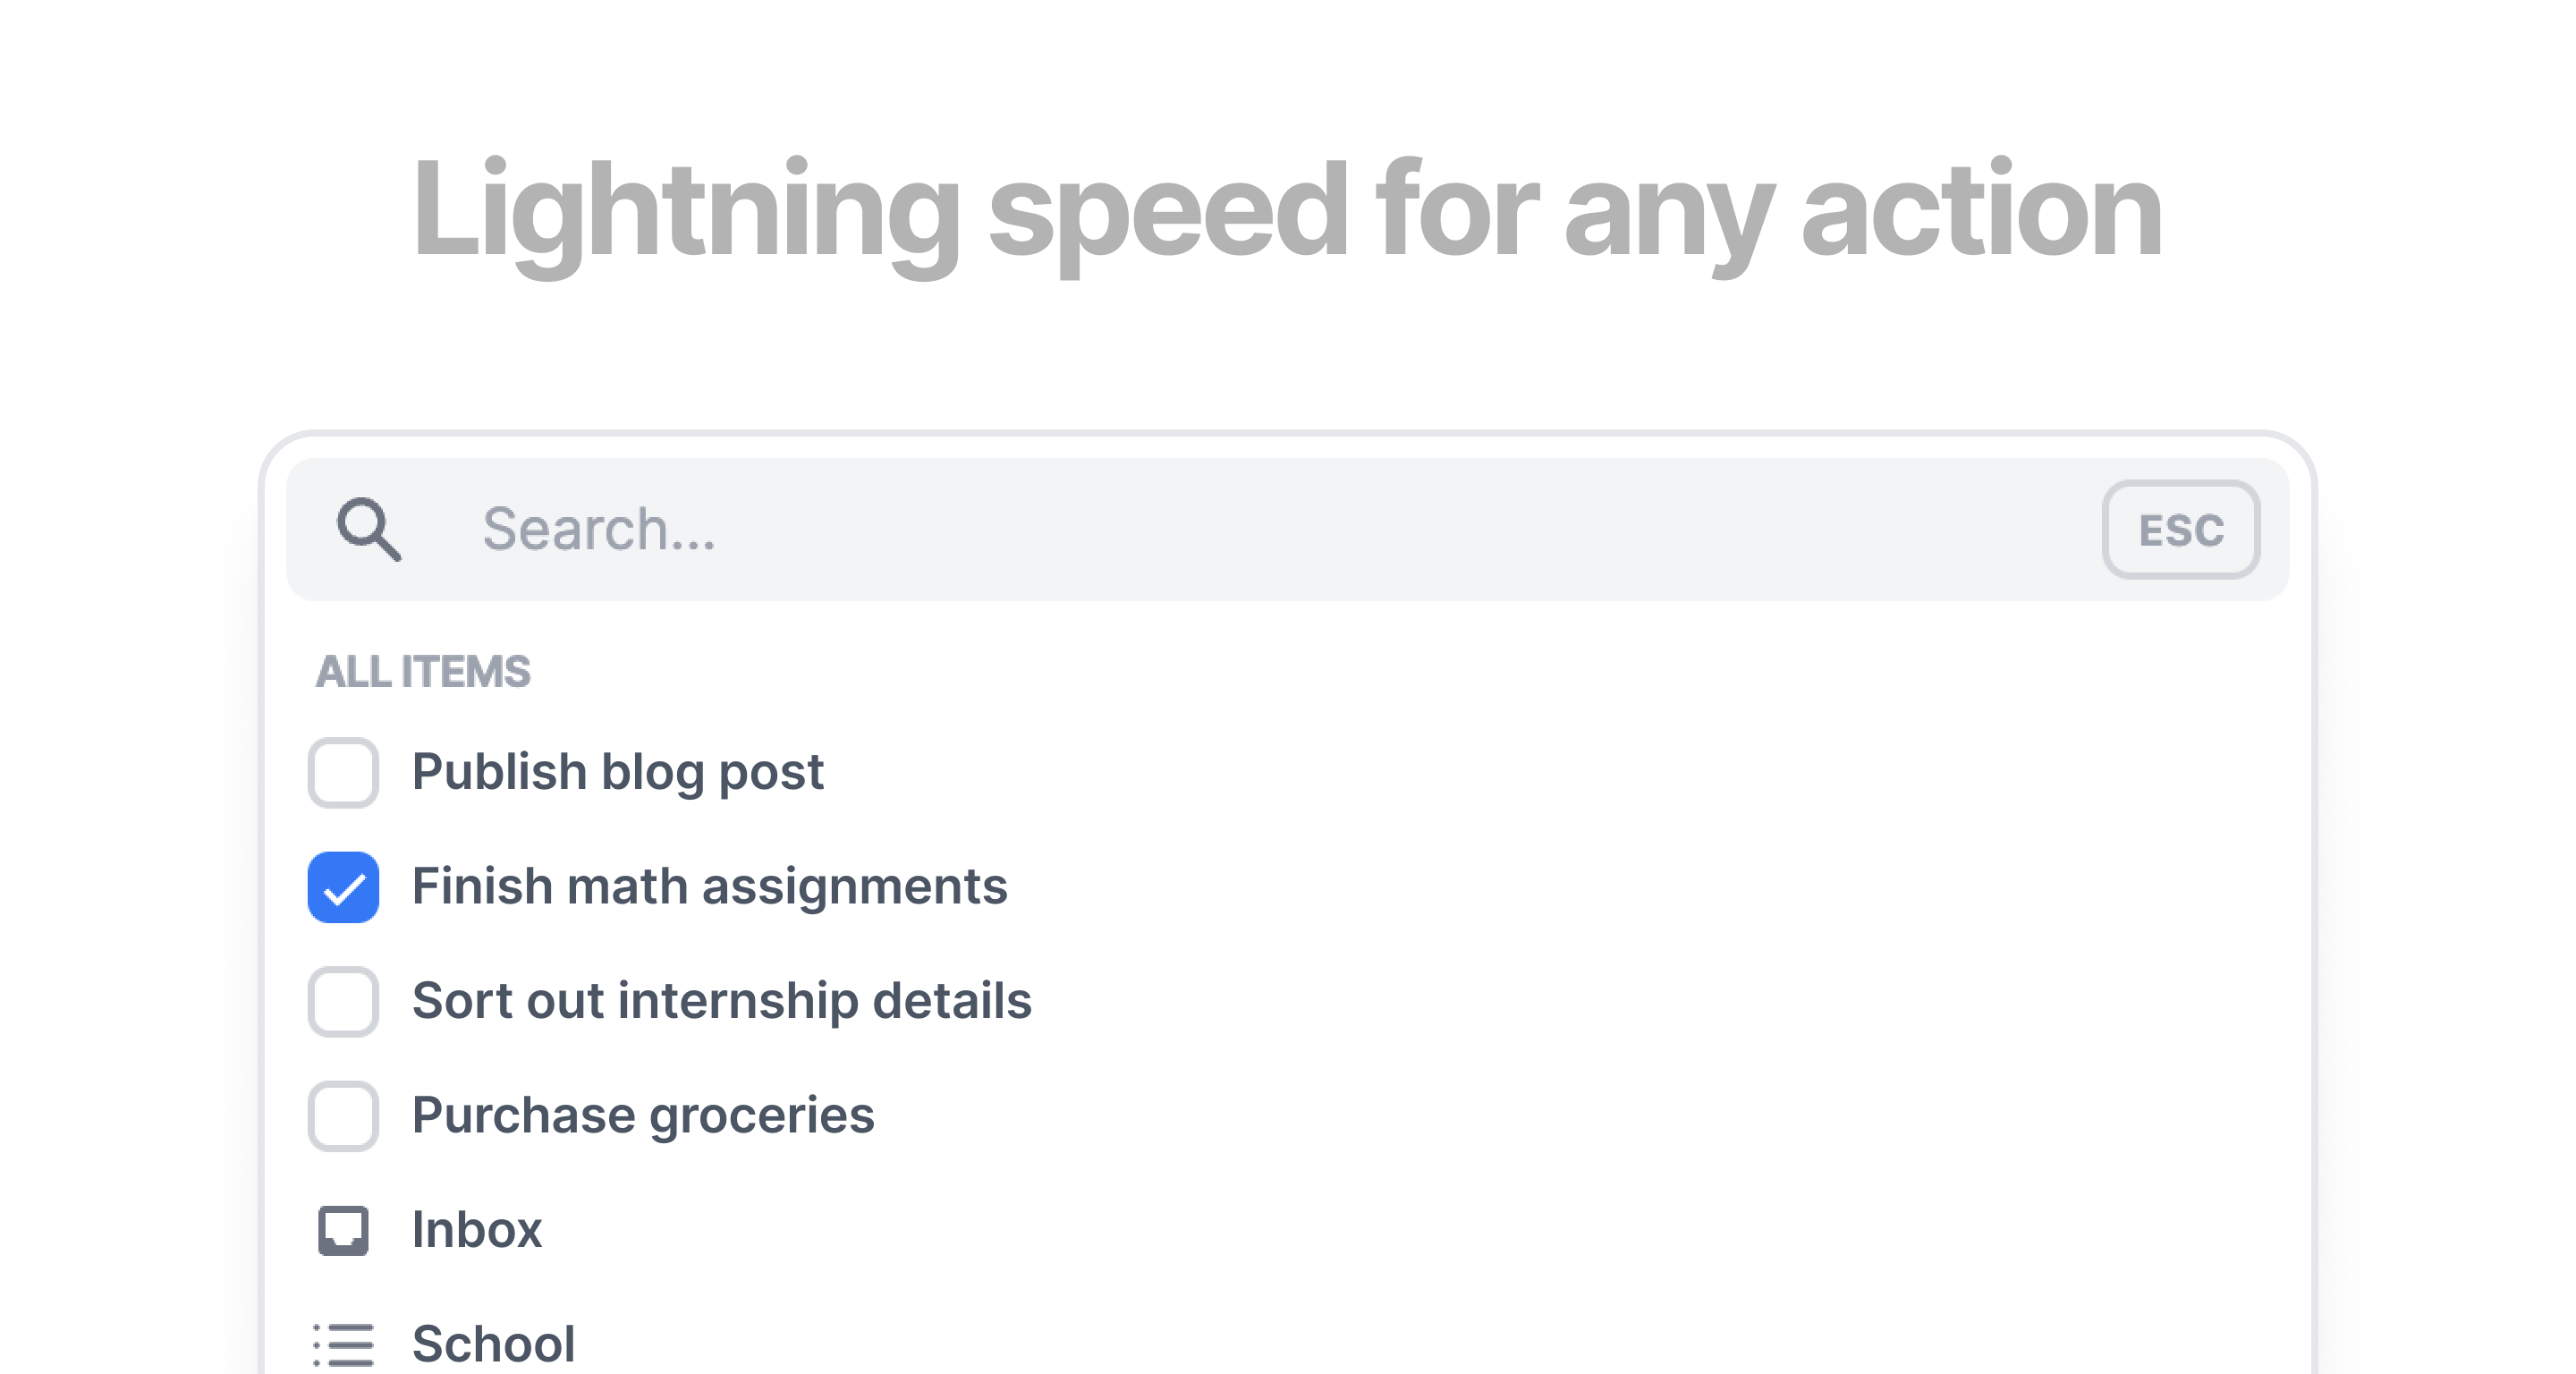 Lightning speed for any action
Search...
ESC
ALL ITEMS
Publish blog post
Finish math assignments
Sort out internship details
Purchase groceries
Inbox
School